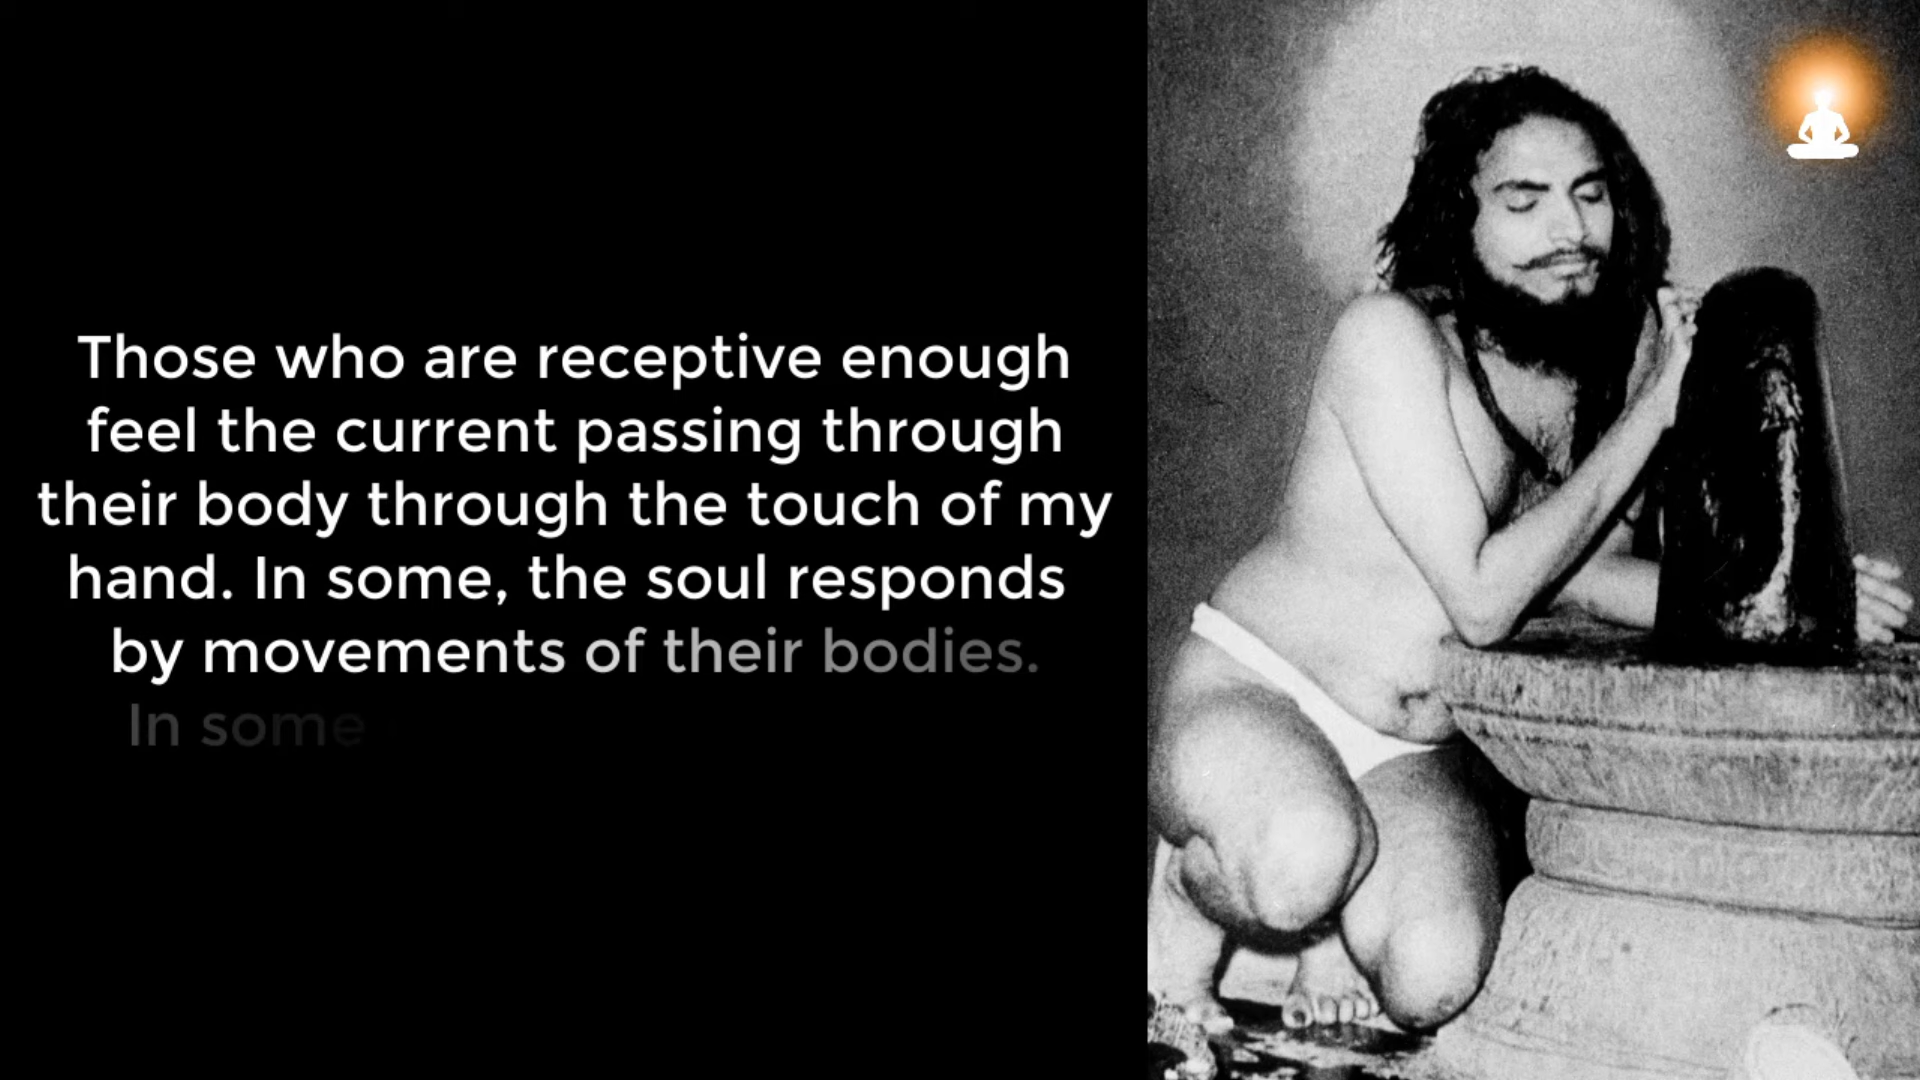 Those who are receptive enough
feel the current passing through
their body through the touch of my
hand. In some, the soul responds
by movements of their bodies.
In some